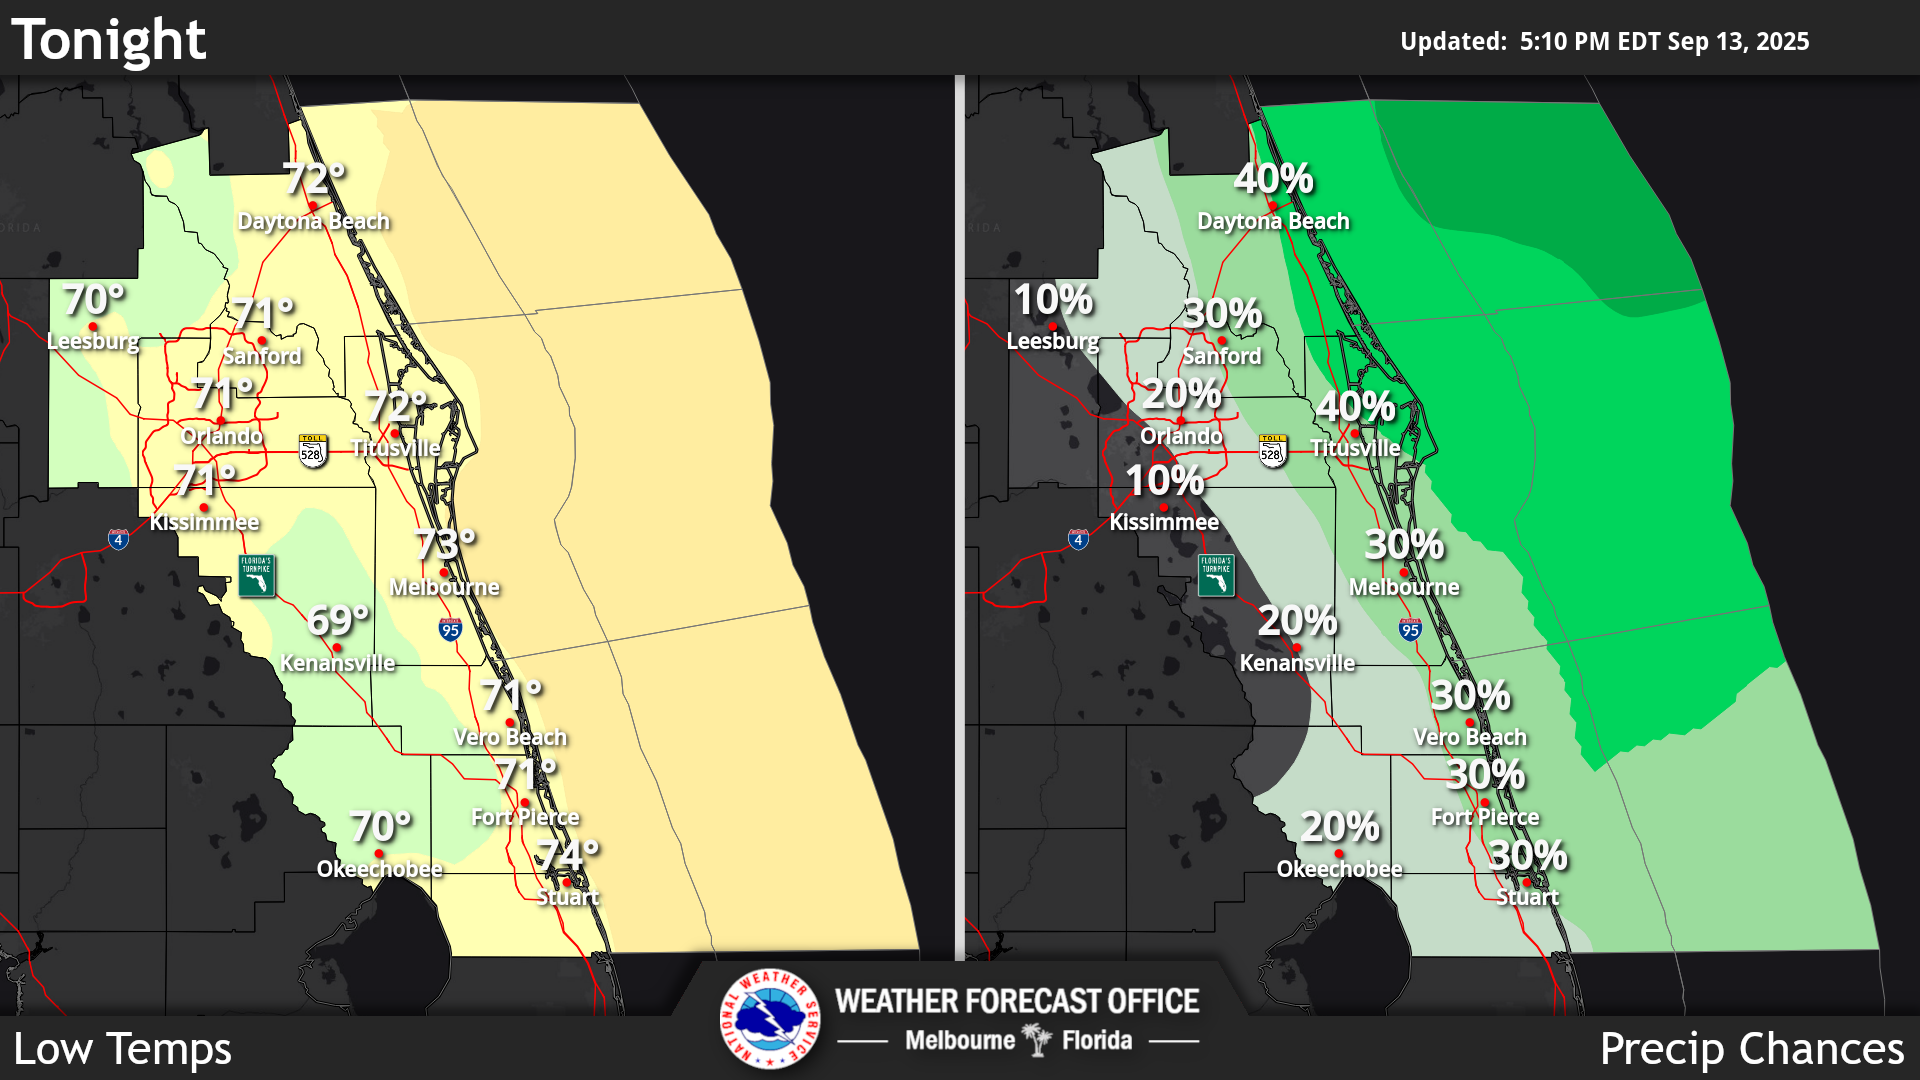 Tonight
Updated: 5:10 PM EDT Sep 13, 2025
72°
Daytona Beach
70°
Leesburg
71°
Sanford
71°
Orlando
72°
Titusville
TOLL
528
71°
Kissimmee
4
FLORIDA'S
TURNPIKE
73°
Melbourne
95
69°
Kenansville
71°
Vero Beach
71°
Fort Pierce
70°
Okeechobee
74°
Stuart
40%
Daytona Beach
10%
Leesburg
30%
Sanford
20%
Orlando
40%
Titusville
TOLL
528
10%
Kissimmee
4
FLORIDA'S
TURNPIKE
30%
Melbourne
95
20%
Kenansville
30%
Vero Beach
30%
Fort Pierce
20%
Okeechobee
30%
Stuart
Low Temps
NATIONAL WEATHER SERVICE
WEATHER FORECAST OFFICE
Melbourne Florida
Precip Chances